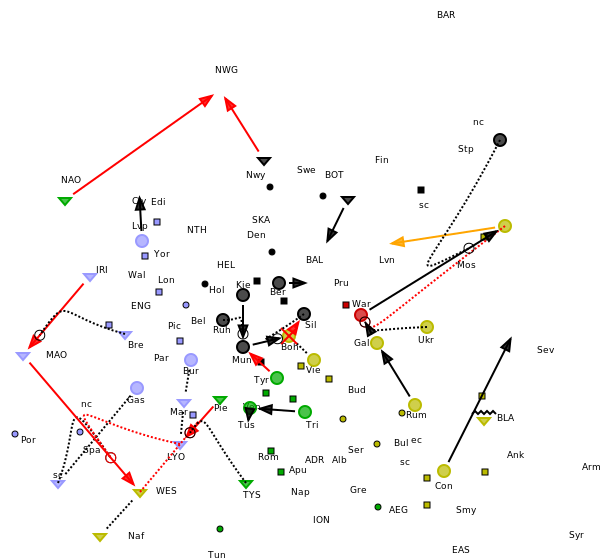 BAR
NWG
nc
Stp
Fin
Swe
BOT
Nwy
sc
NAO
Cly
Edi
Lvp
SKA
NTH
Den
Yor
Lvn
Mos
HEL
BAL
IRI
Wal
Lon
Hol
Kie
Ber
Pru
War
ENG
Pic
Bel
Ruh
Sil
Gal
Ukr
Bre
Boh
Sev
MAO
Par
Mun
Bur
Vie
Tyr
Bud
Gas
nc
Mar
Pie
Ven
Tus
Tri
Rum
BLA
Por
Spa
LYO
Rom
ADR
Alb
Ser
Bul
ec
Ank
sc
Apu
sc
Arm
WES
TYS
Nap
Gre
Con
AEG
Smy
Naf
ION
Syr
Tun
EAS